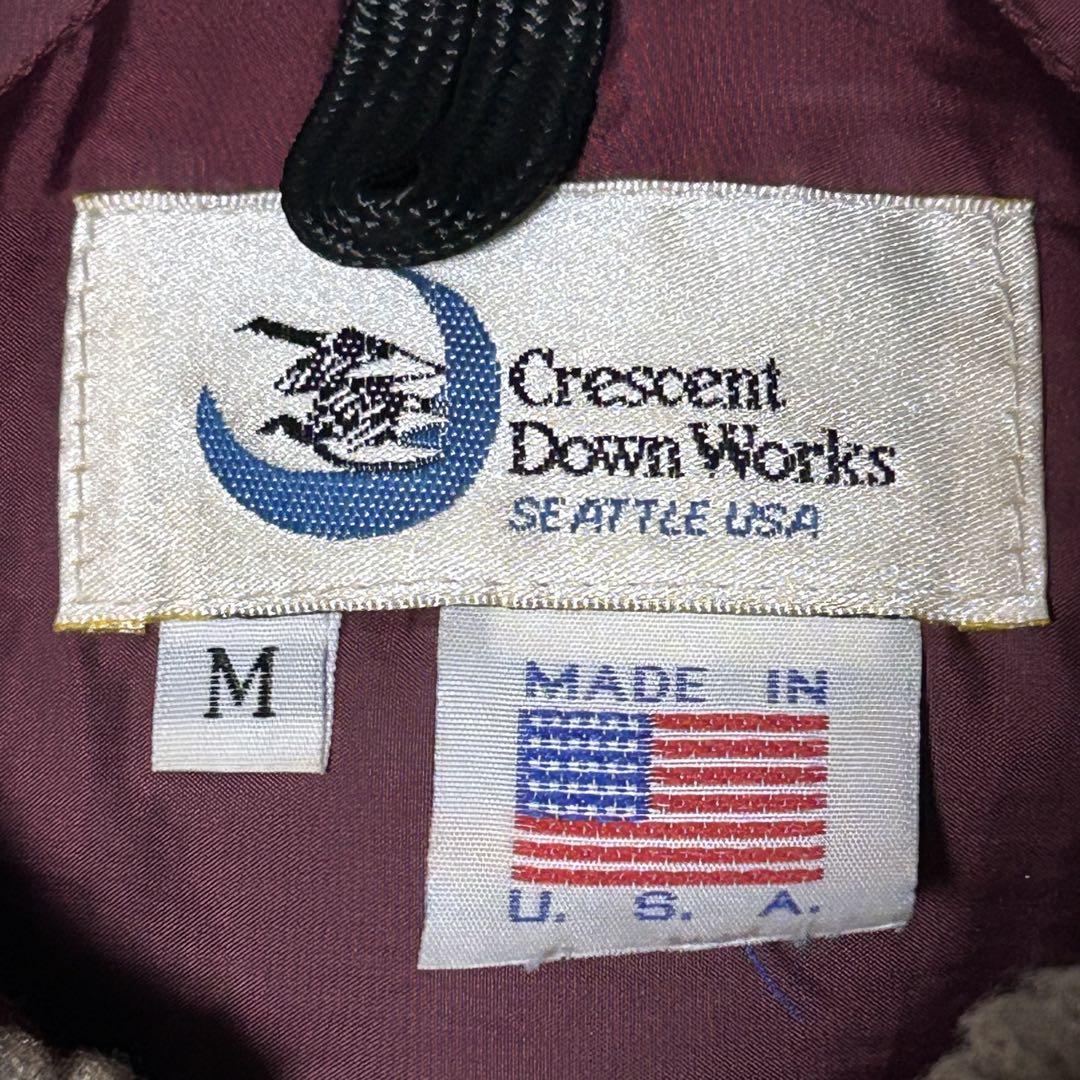 Crescent
Down Works
SEATTLE USA
M
MADE IN
U. S. A.